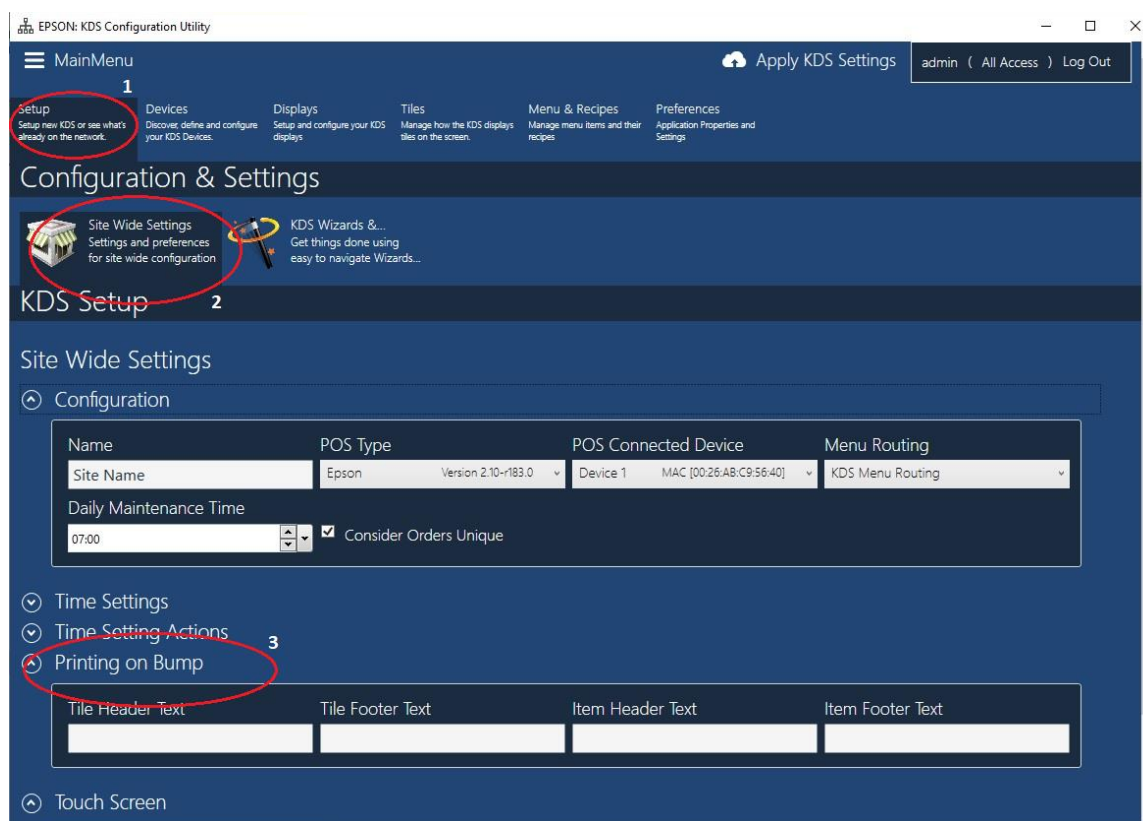 EPSON: KDS Configuration Utility
MainMenu
Apply KDS Settings
admin ( All Access ) Log Out
1
Setup
Setup new KDS or see what's
already on the network.
Devices
Discover, define and configure
your KDS Devices.
Displays
Setup and configure your KDS
displays
Tiles
Manage how the KDS displays
tiles on the screen.
Menu & Recipes
Manage menu items and their
recipes
Preferences
Application Properties and
Settings
Configuration & Settings
Site Wide Settings
Settings and preferences
for site wide configuration
KDS Wizards &...
Get things done using
easy to navigate Wizards...
KDS Setup
2
Site Wide Settings
Configuration
Name
Site Name
POS Type
Epson Version 2.10-r183.0
POS Connected Device
Device 1 MAC [00:26:AB:C9:56:40]
Menu Routing
KDS Menu Routing
Daily Maintenance Time
07:00
Consider Orders Unique
Time Settings
Time Setting Actions
3
Printing on Bump
Tile Header Text
Tile Footer Text
Item Header Text
Item Footer Text
Touch Screen